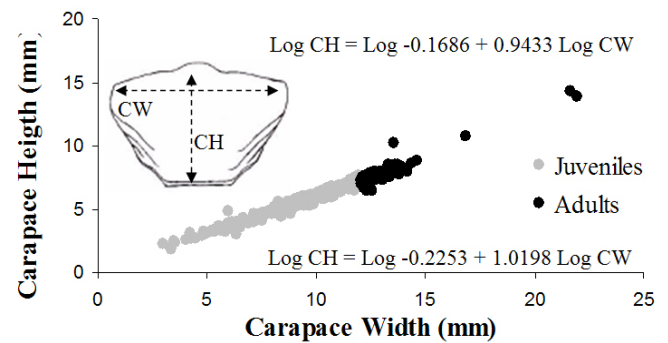 20
Log CH = Log -0.1686 + 0.9433 Log CW
15
CW
CH
10
Juveniles
Adults
5
Log CH = Log -0.2253 + 1.0198 Log CW
0
0 5 10 15 20 25
Carapace Heigth (mm)
Carapace Width (mm)